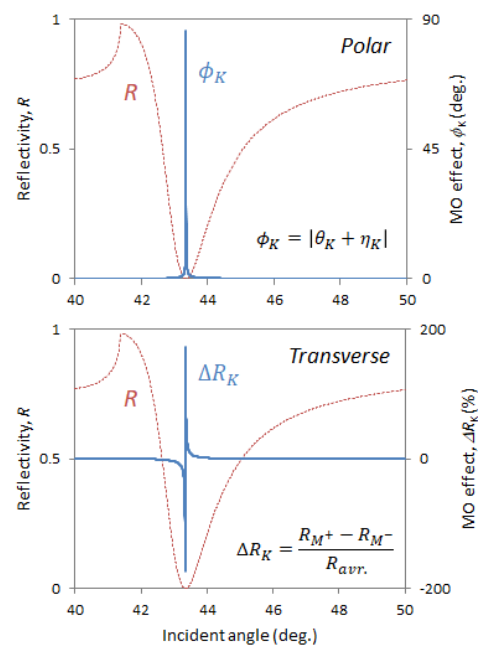 1
90
Polar
R
ϕK
Reflectivity, R
0.5
45
MO effect, ϕK (deg.)
ϕK = |θK + ηK|
0
0
40 42 44 46 48 50
1
200
Transverse
R
ΔRK
Reflectivity, R
0.5
0
MO effect, ΔRK (%)
ΔRK = (RM+ − RM−) / Ravr.
0
-200
40 42 44 46 48 50
Incident angle (deg.)